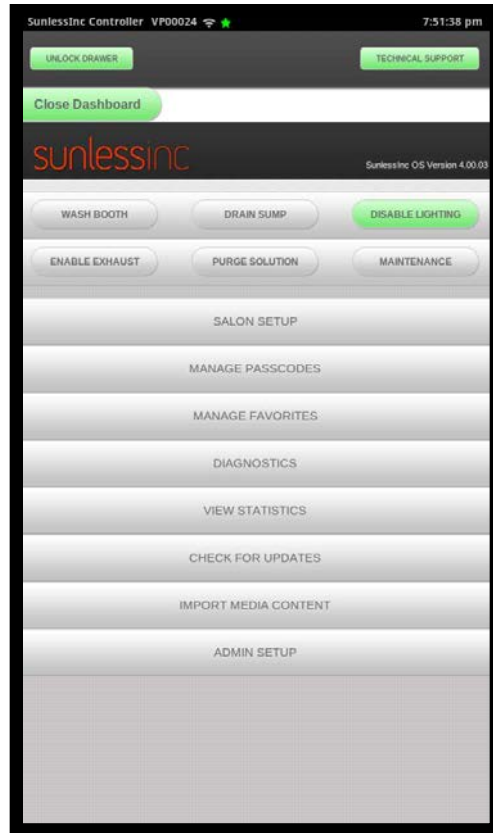 SunlessInc Controller VP00024 7:51:38 pm
UNLOCK DRAWER TECHNICAL SUPPORT
Close Dashboard
sunlessinc
SunlessInc OS Version 4.00.03
WASH BOOTH DRAIN SUMP DISABLE LIGHTING
ENABLE EXHAUST PURGE SOLUTION MAINTENANCE
SALON SETUP
MANAGE PASSCODES
MANAGE FAVORITES
DIAGNOSTICS
VIEW STATISTICS
CHECK FOR UPDATES
IMPORT MEDIA CONTENT
ADMIN SETUP